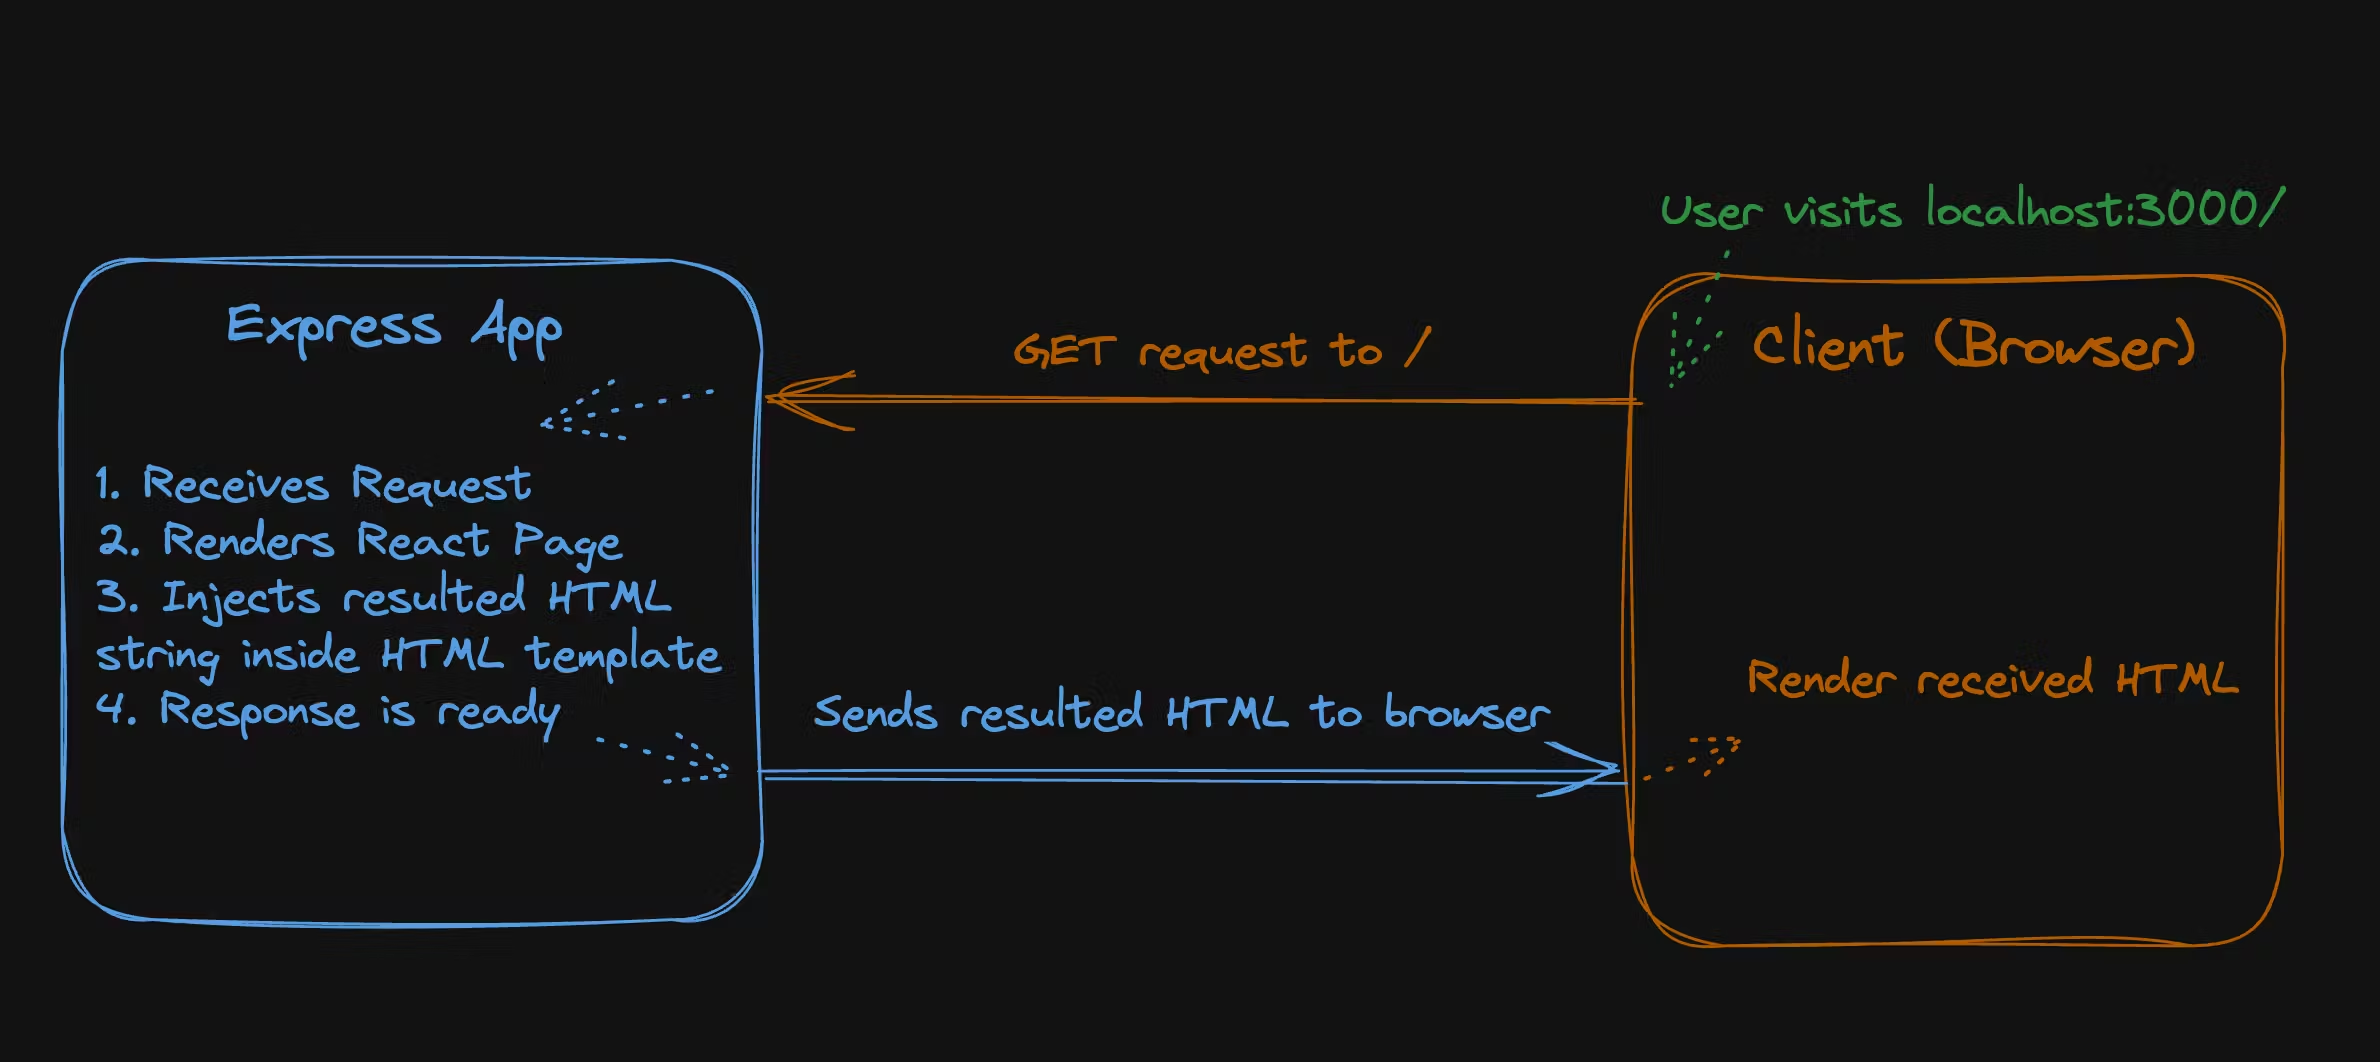 User visits localhost:3000/
Express App
GET request to /
Client (Browser)
1. Receives Request
2. Renders React Page
3. Injects resulted HTML
string inside HTML template
4. Response is ready
Sends resulted HTML to browser
Render received HTML